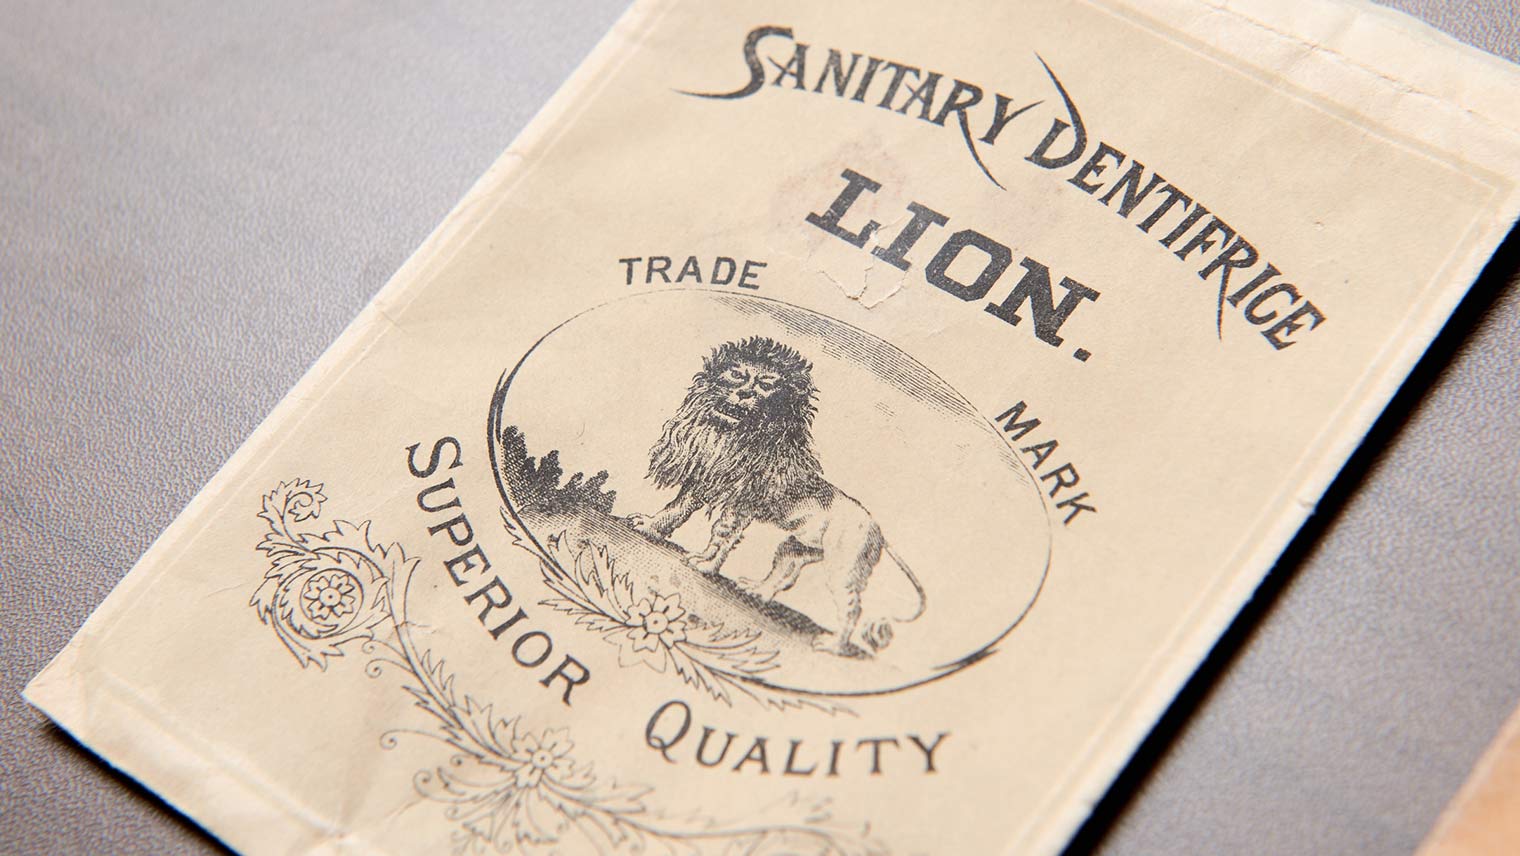 SANITARY DENTIFRICE
LION.
TRADE MARK
SUPERIOR QUALITY